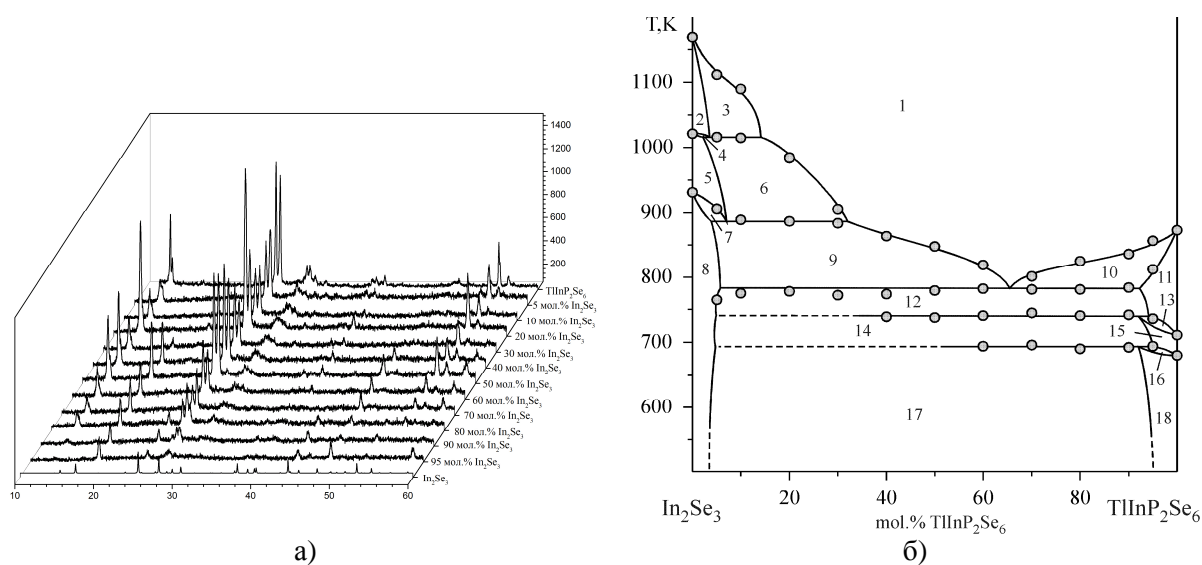 1400
1200
1000
800
600
400
200
TlInP₂Se₆
5 мол.% In₂Se₃
10 мол.% In₂Se₃
20 мол.% In₂Se₃
30 мол.% In₂Se₃
40 мол.% In₂Se₃
50 мол.% In₂Se₃
60 мол.% In₂Se₃
70 мол.% In₂Se₃
80 мол.% In₂Se₃
90 мол.% In₂Se₃
95 мол.% In₂Se₃
In₂Se₃
10 20 30 40 50 60
а)
T,K
1100
1000
900
800
700
600
1
2
3
4
5
6
7
8
9
10
11
12
13
14
15
16
17
18
20 40 60 80
In₂Se₃
mol.% TlInP₂Se₆
TlInP₂Se₆
б)